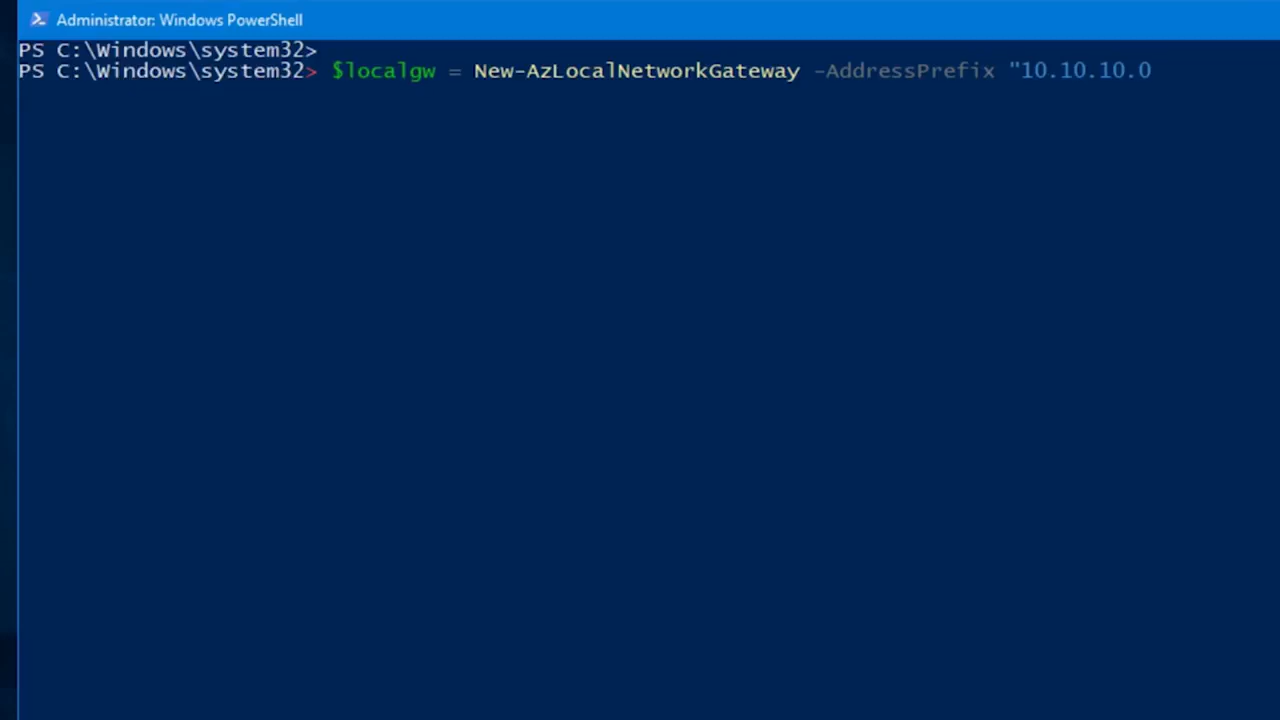 Administrator: Windows PowerShell
PS C:\Windows\system32>
PS C:\Windows\system32> $localgw = New-AzLocalNetworkGateway -AddressPrefix "10.10.10.0